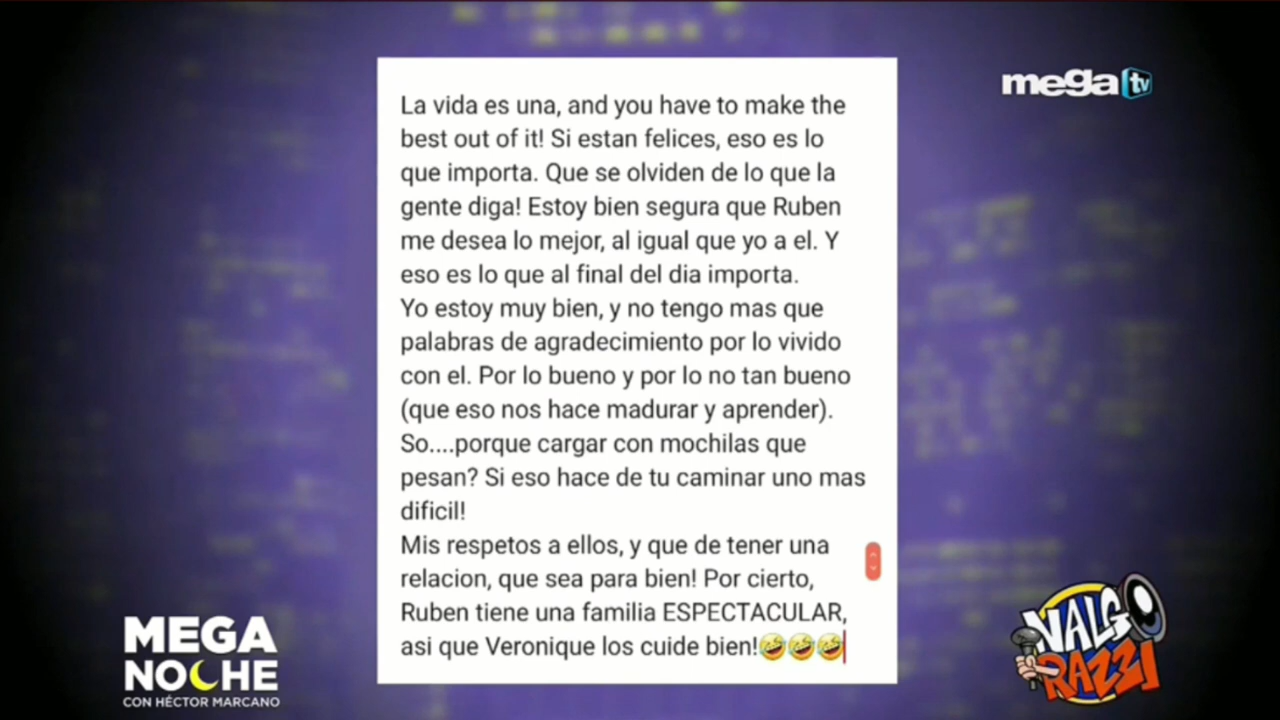 mega tv
La vida es una, and you have to make the
best out of it! Si estan felices, eso es lo
que importa. Que se olviden de lo que la
gente diga! Estoy bien segura que Ruben
me desea lo mejor, al igual que yo a el. Y
eso es lo que al final del dia importa.
Yo estoy muy bien, y no tengo mas que
palabras de agradecimiento por lo vivido
con el. Por lo bueno y por lo no tan bueno
(que eso nos hace madurar y aprender).
So....porque cargar con mochilas que
pesan? Si eso hace de tu caminar uno mas
dificil!
Mis respetos a ellos, y que de tener una
relacion, que sea para bien! Por cierto,
Ruben tiene una familia ESPECTACULAR,
asi que Veronique los cuide bien!🤣🤣🤣
MEGA
NOCHE
CON HÉCTOR MARCANO
NALGO
RAZZI